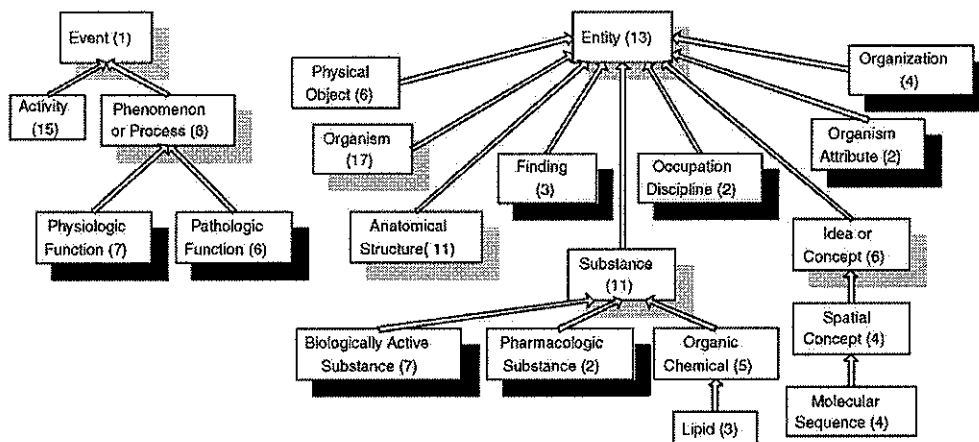 Event (1)
Activity
(15)
Phenomenon
or Process (8)
Physiologic
Function (7)
Pathologic
Function (6)
Entity (13)
Physical
Object (6)
Organism
(17)
Anatomical
Structure( 11)
Finding
(3)
Occupation
Discipline (2)
Organization
(4)
Organism
Attribute (2)
Idea or
Concept (6)
Substance
(11)
Spatial
Concept (4)
Biologically Active
Substance (7)
Pharmacologic
Substance (2)
Organic
Chemical (5)
Molecular
Sequence (4)
Lipid (3)